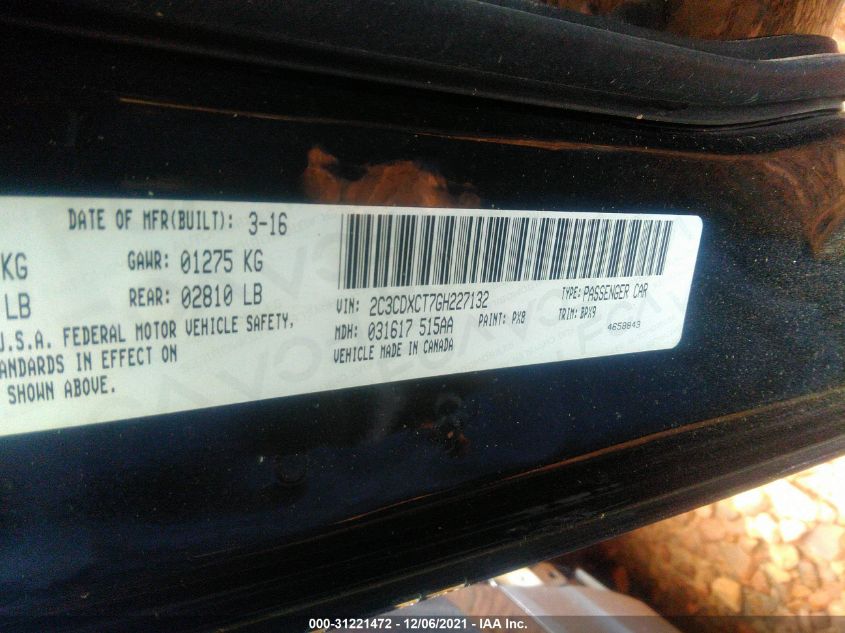 DATE OF MFR(BUILT): 3-16
KG GAWR: 01275 KG
LB REAR: 02810 LB
U.S.A. FEDERAL MOTOR VEHICLE SAFETY,
ANDARDS IN EFFECT ON
SHOWN ABOVE.
VIN: 2C3CDXCT7GH227132 TYPE: PASSENGER CAR
MDH: 031617 515AA PAINT: PX8 TRIM: BPX9
VEHICLE MADE IN CANADA 4658843
000-31221472 - 12/06/2021 - IAA Inc.